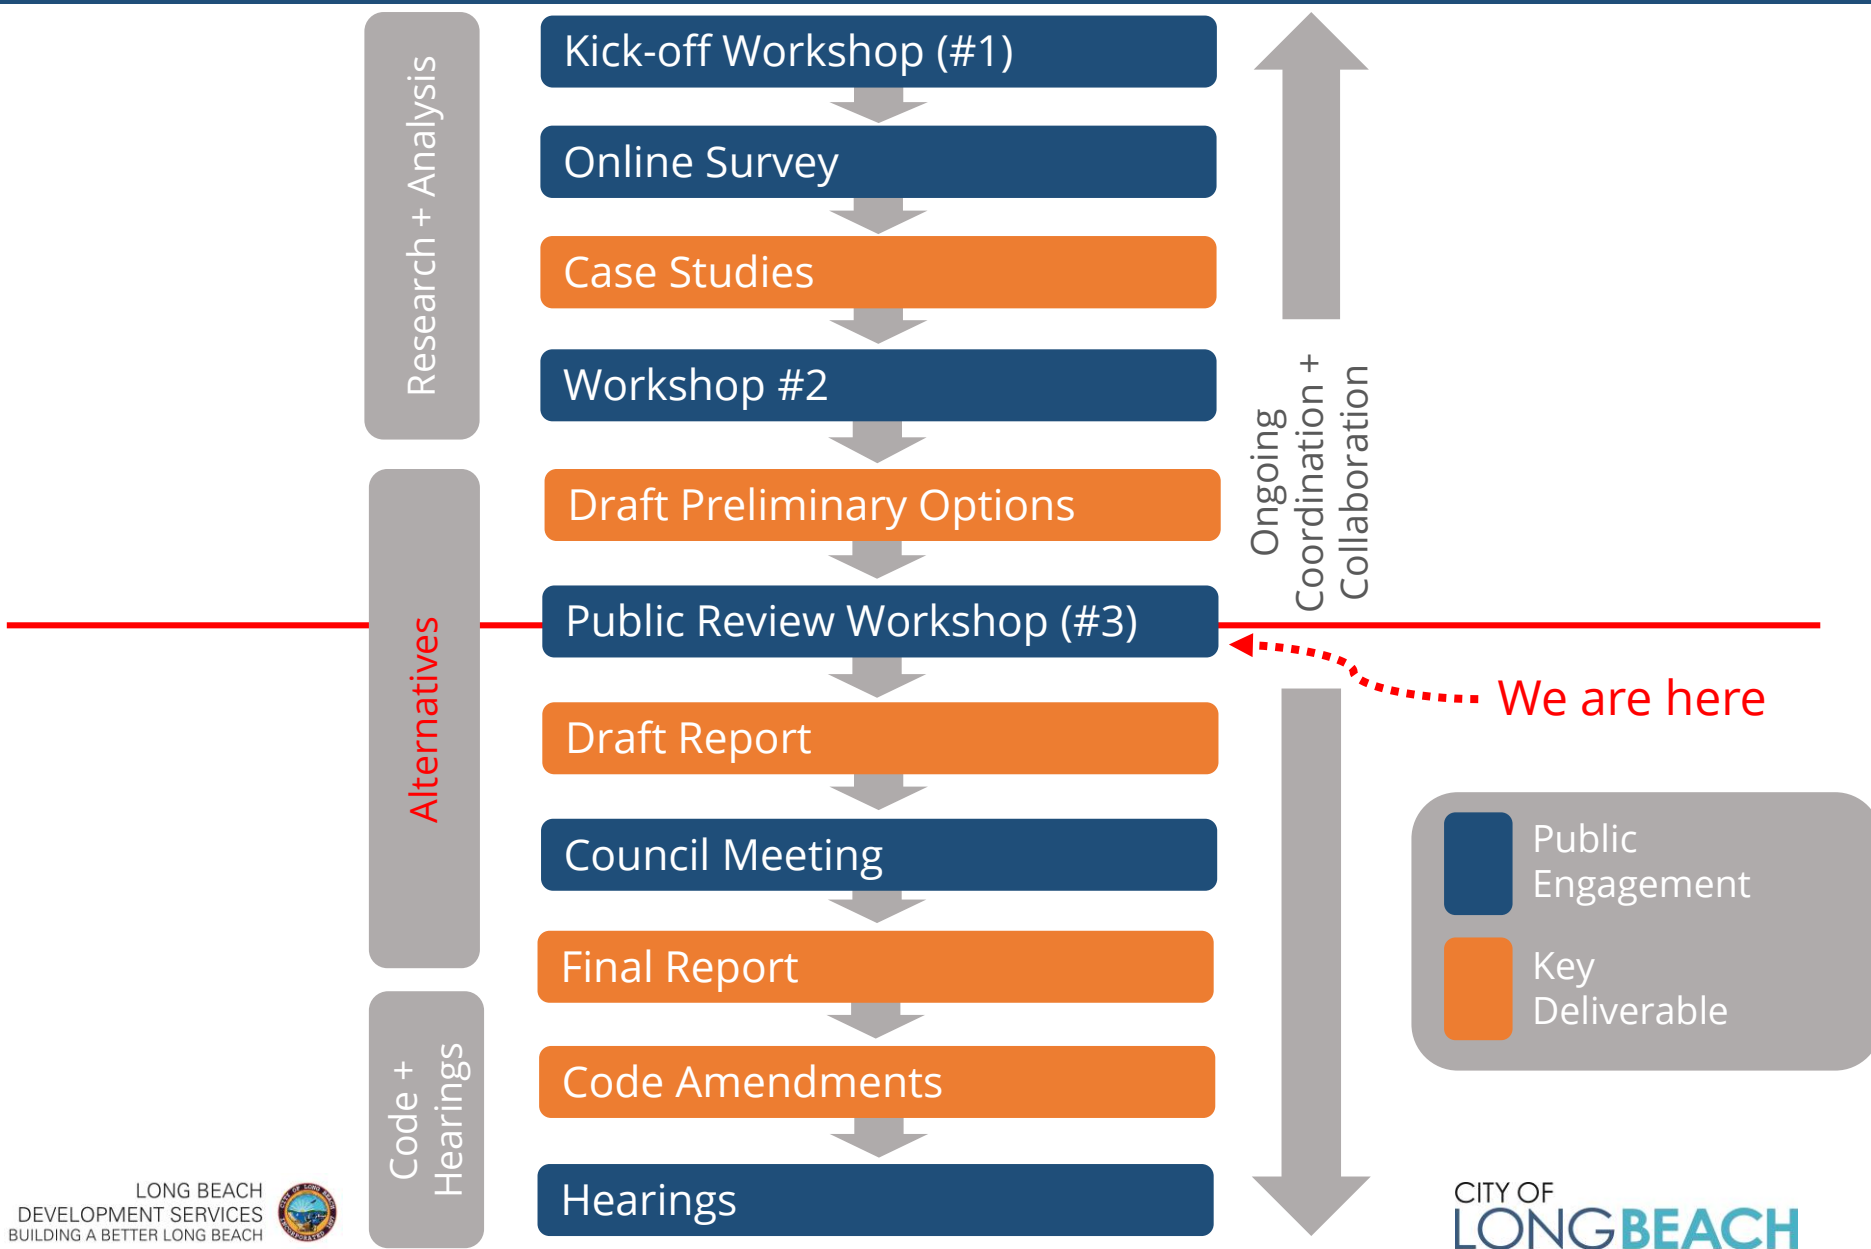 Research + Analysis
Kick-off Workshop (#1)
Online Survey
Case Studies
Workshop #2
Alternatives
Draft Preliminary Options
Public Review Workshop (#3)
Draft Report
Council Meeting
Final Report
Code +
Hearings
Code Amendments
Hearings
Ongoing
Coordination +
Collaboration
We are here
Public
Engagement
Key
Deliverable
LONG BEACH
DEVELOPMENT SERVICES
BUILDING A BETTER LONG BEACH
CITY OF
LONGBEACH